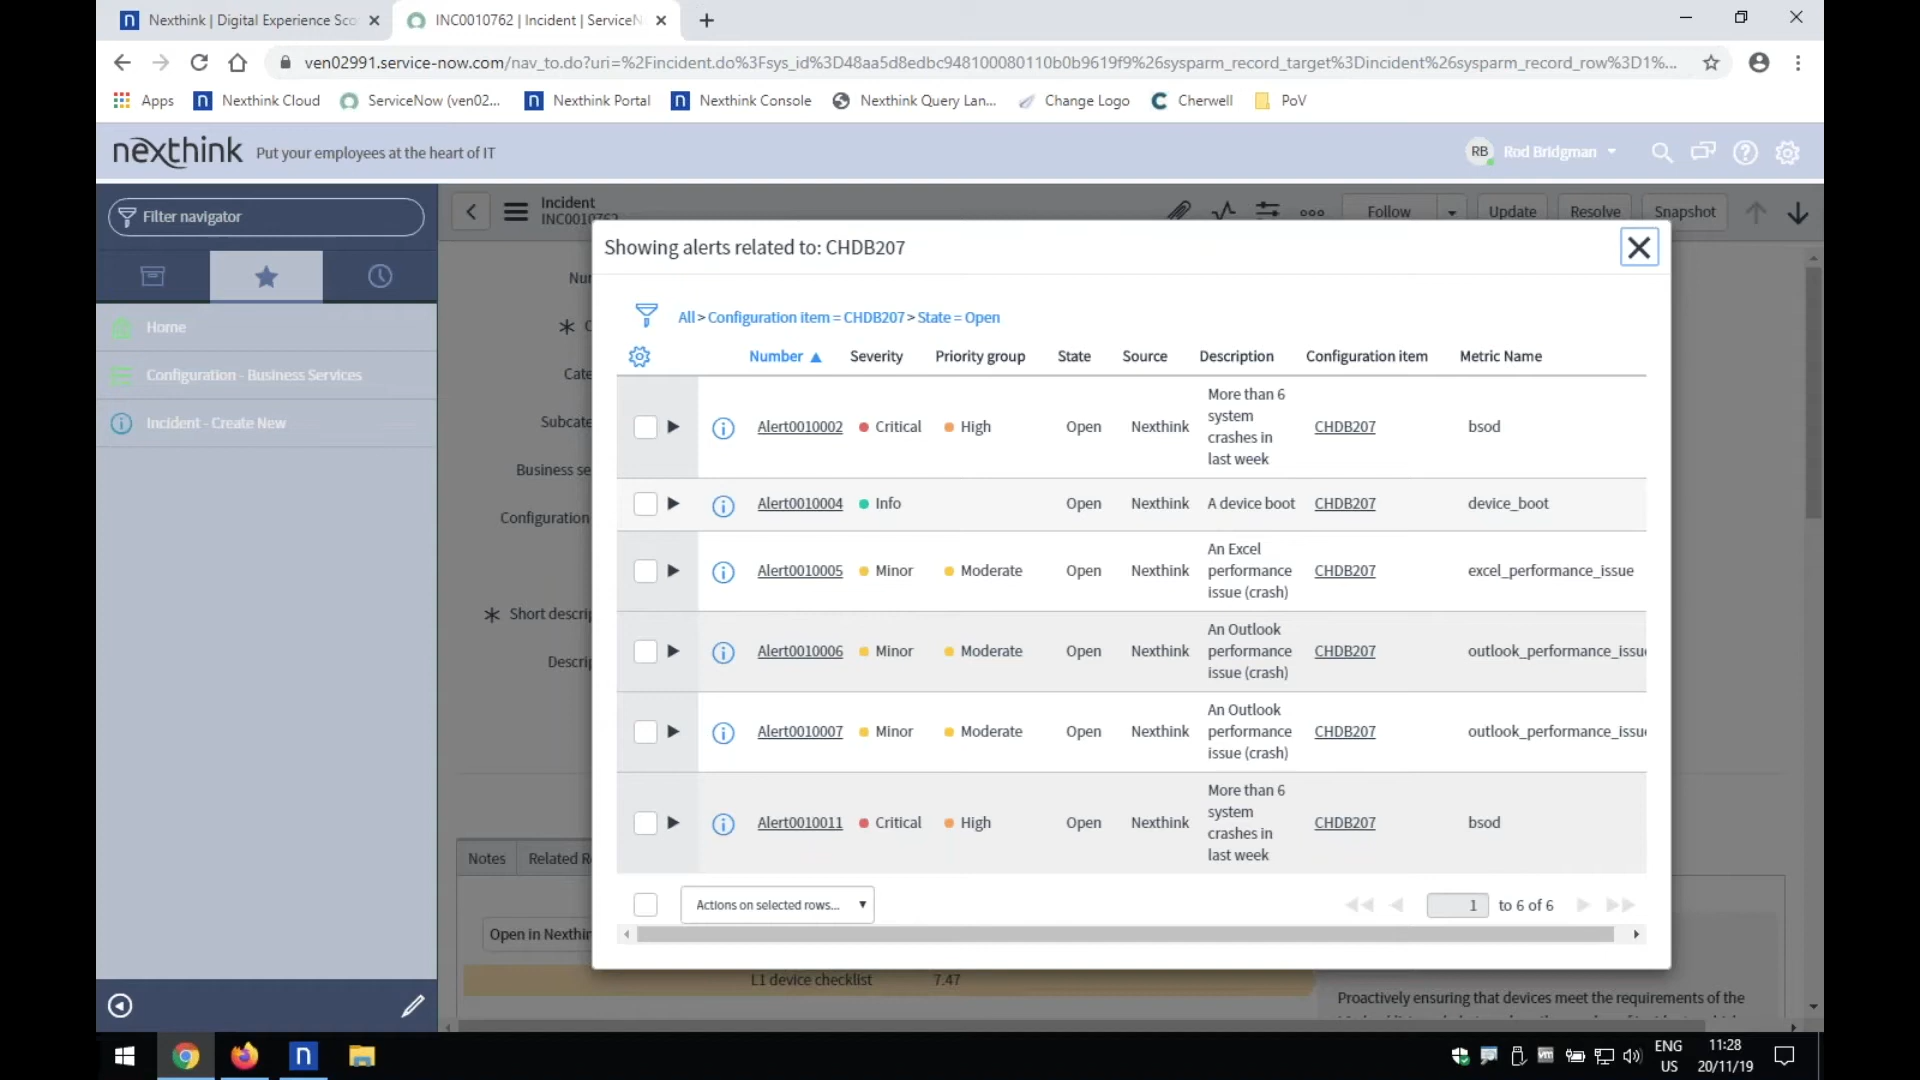 Nexthink | Digital Experience Sco
INC0010762 | Incident | ServiceN
ven02991.service-now.com/nav_to.do?uri=%2Fincident.do%3Fsys_id%3D48aa5d8edbc948100080110b0b9619f9%26sysparm_record_target%3Dincident%26sysparm_record_row%3D1%...
Apps Nexthink Cloud ServiceNow (ven02... Nexthink Portal Nexthink Console Nexthink Query Lan... Change Logo Cherwell PoV
nexthink Put your employees at the heart of IT
RB Rod Bridgman
Filter navigator
Home
Configuration - Business Services
Incident - Create New
Incident
INC0010762
Follow Update Resolve Snapshot
Showing alerts related to: CHDB207
All > Configuration item = CHDB207 > State = Open
Number Severity Priority group State Source Description Configuration item Metric Name
Alert0010002 Critical High Open Nexthink More than 6 system crashes in last week CHDB207 bsod
Alert0010004 Info Open Nexthink A device boot CHDB207 device_boot
Alert0010005 Minor Moderate Open Nexthink An Excel performance issue (crash) CHDB207 excel_performance_issue
Alert0010006 Minor Moderate Open Nexthink An Outlook performance issue (crash) CHDB207 outlook_performance_issu
Alert0010007 Minor Moderate Open Nexthink An Outlook performance issue (crash) CHDB207 outlook_performance_issu
Alert0010011 Critical High Open Nexthink More than 6 system crashes in last week CHDB207 bsod
Actions on selected rows...
1 to 6 of 6
Num
C
Cate
Subcate
Business se
Configuration
Short descrip
Descrip
Notes Related R
Open in Nexthin
L1 device checklist 7.47
Proactively ensuring that devices meet the requirements of the
ENG
US
11:28
20/11/19